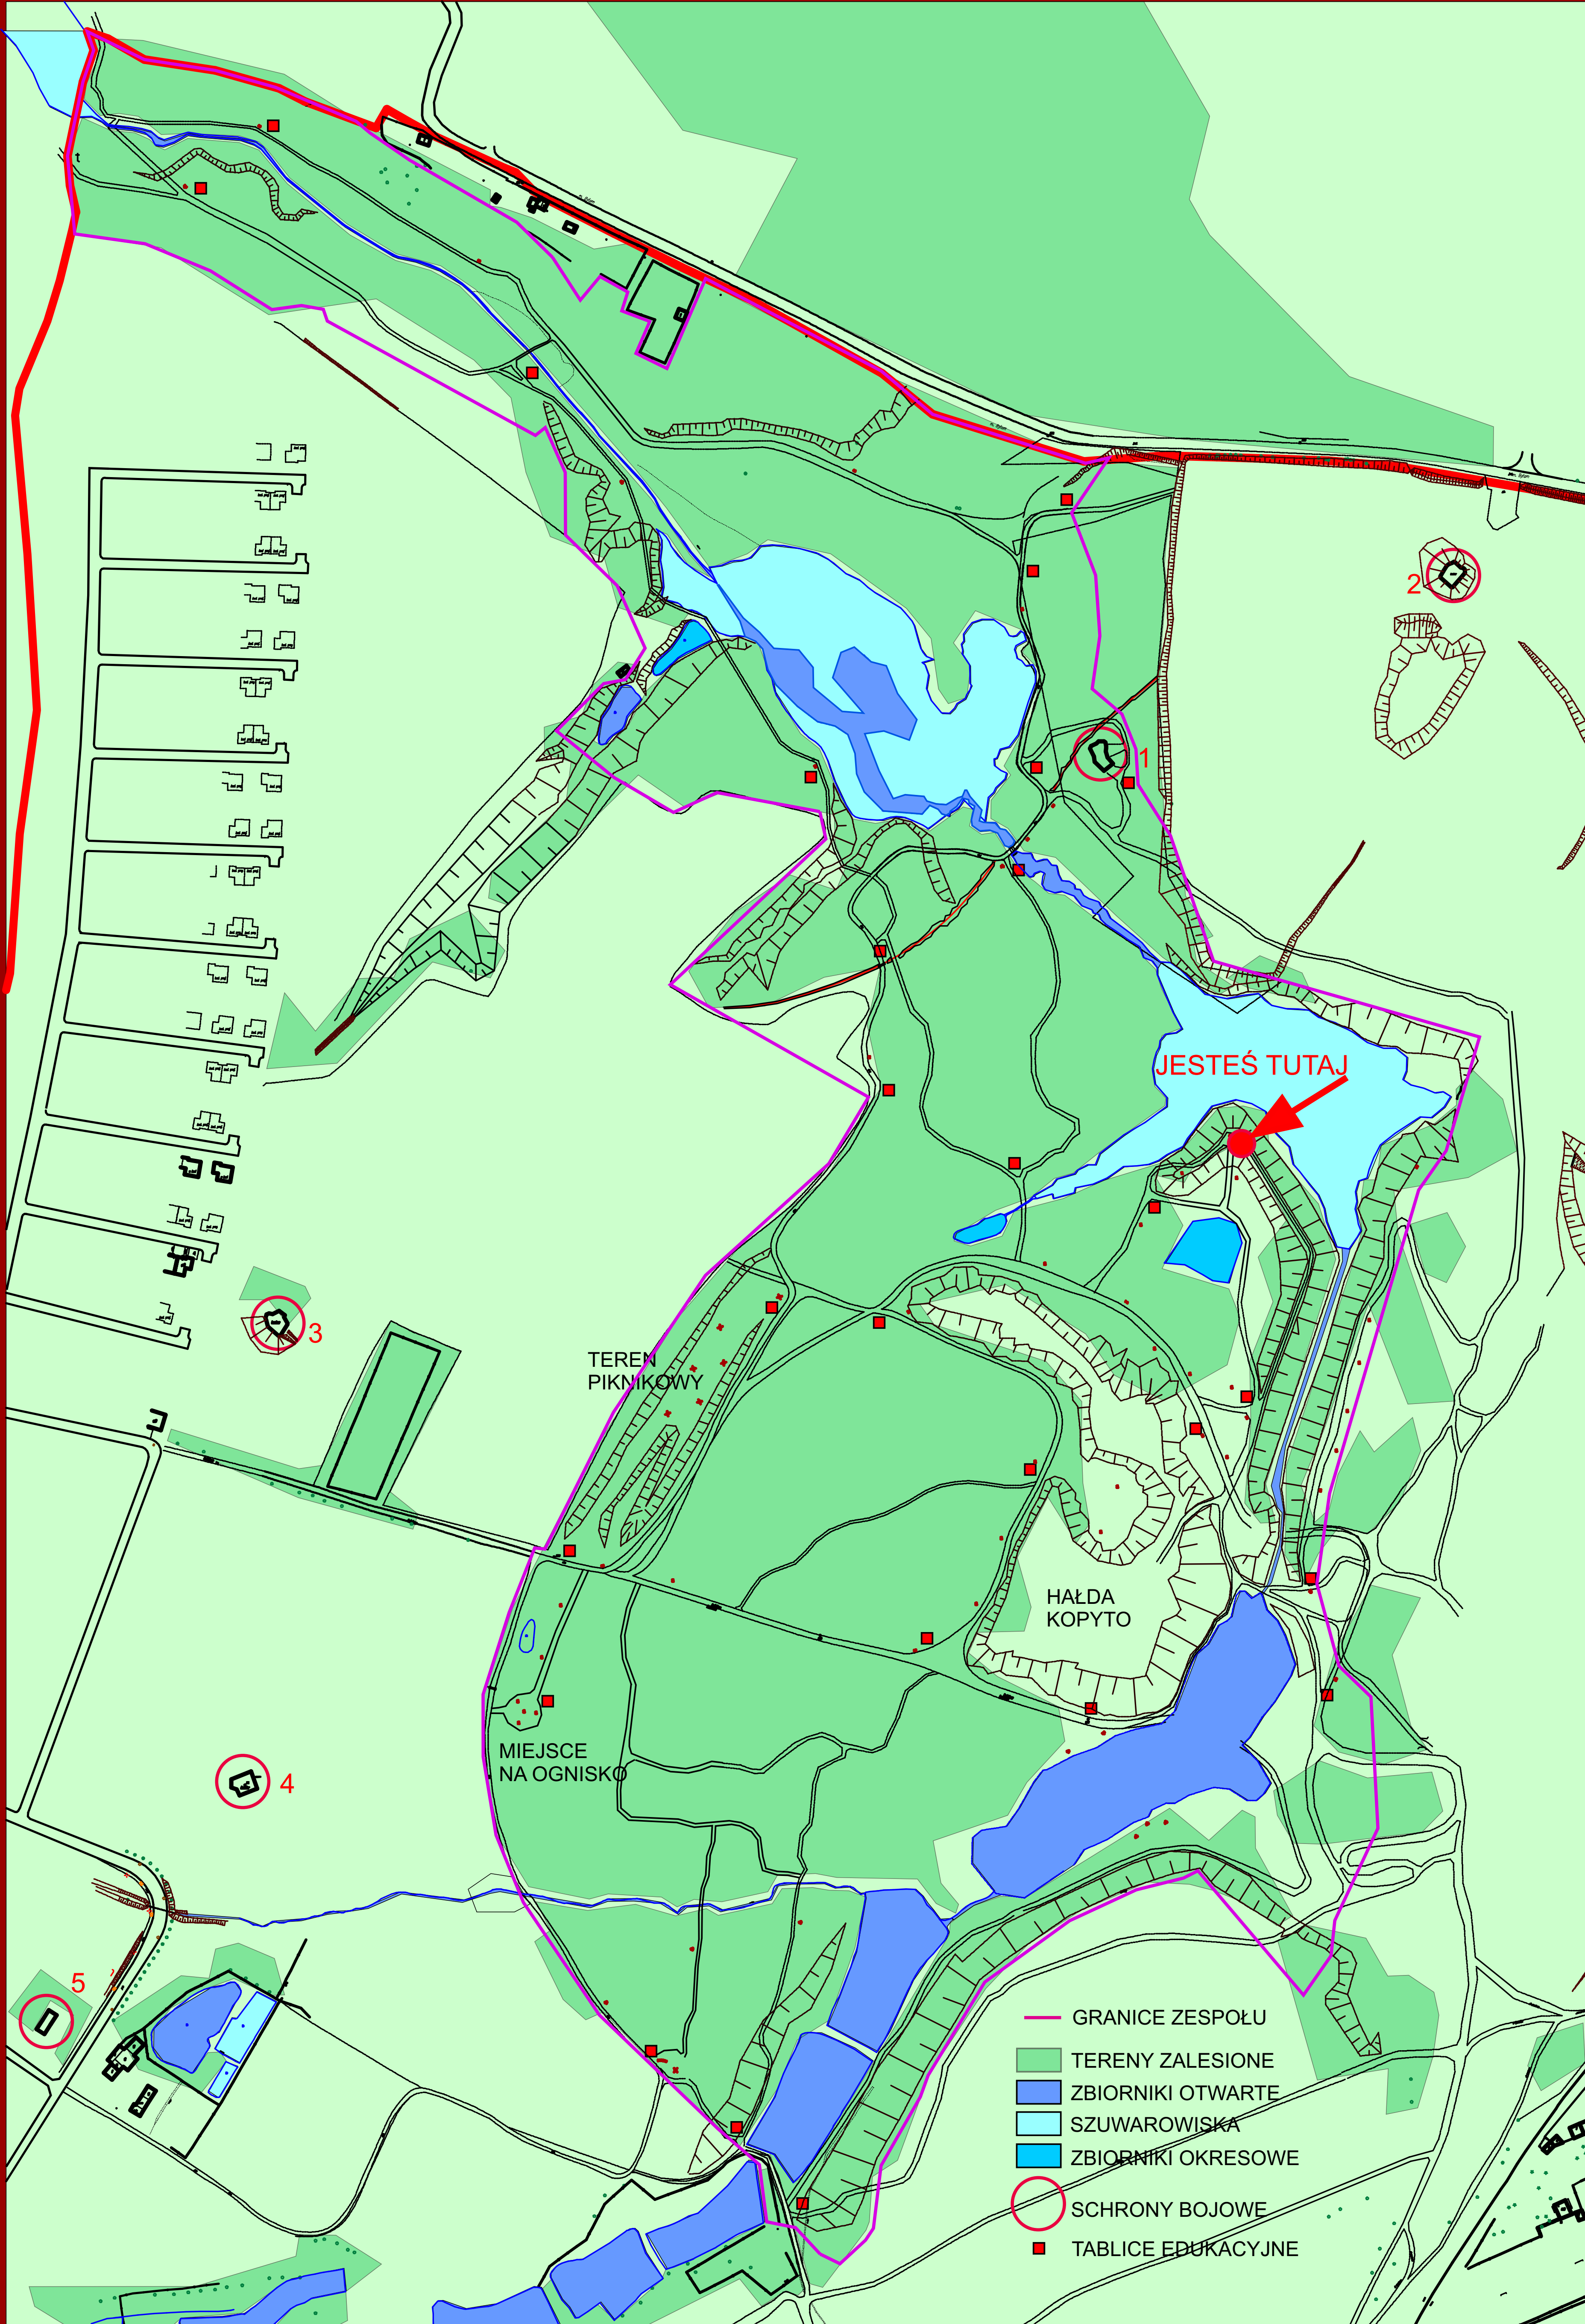 2
1
JESTEŚ TUTAJ
3
TEREN
PIKNIKOWY
HAŁDA
KOPYTO
MIEJSCE
NA OGNISKO
4
5
GRANICE ZESPOŁU
TERENY ZALESIONE
ZBIORNIKI OTWARTE
SZUWAROWISKA
ZBIORNIKI OKRESOWE
SCHRONY BOJOWE
TABLICE EDUKACYJNE